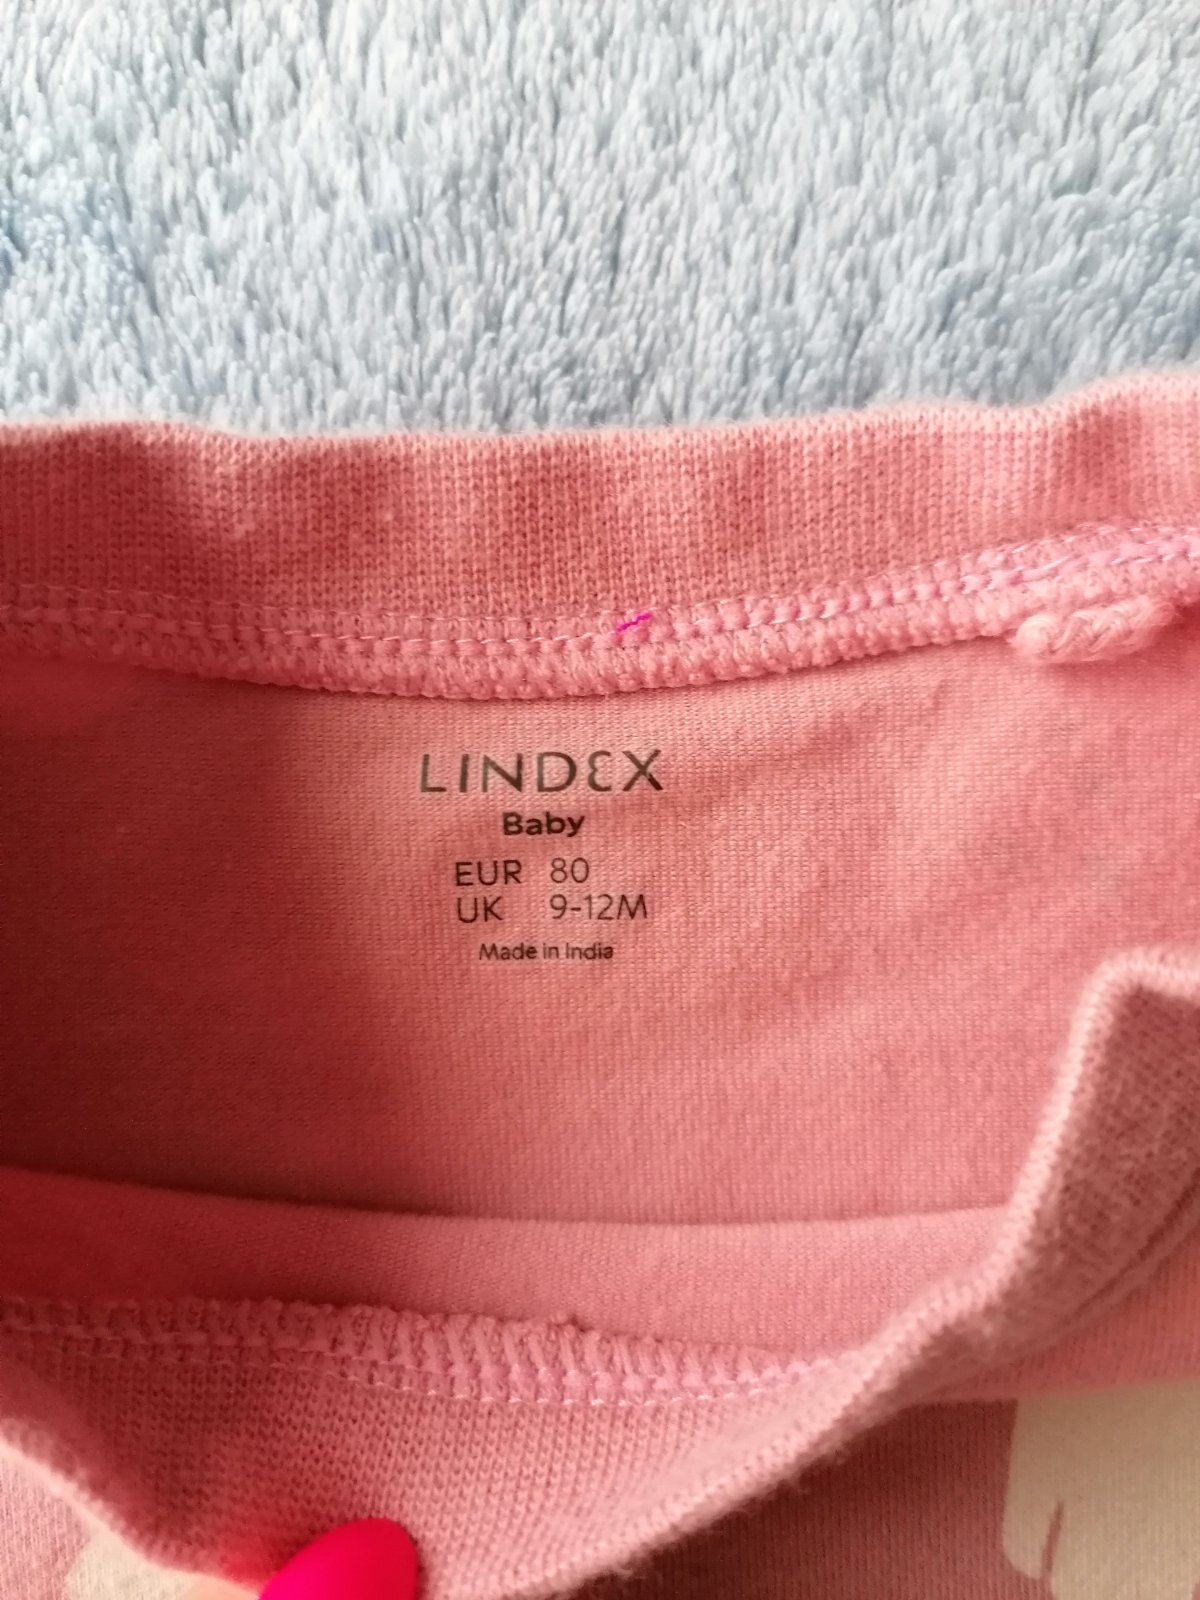 LINDEX
Baby
EUR 80
UK 9-12M
Made in India